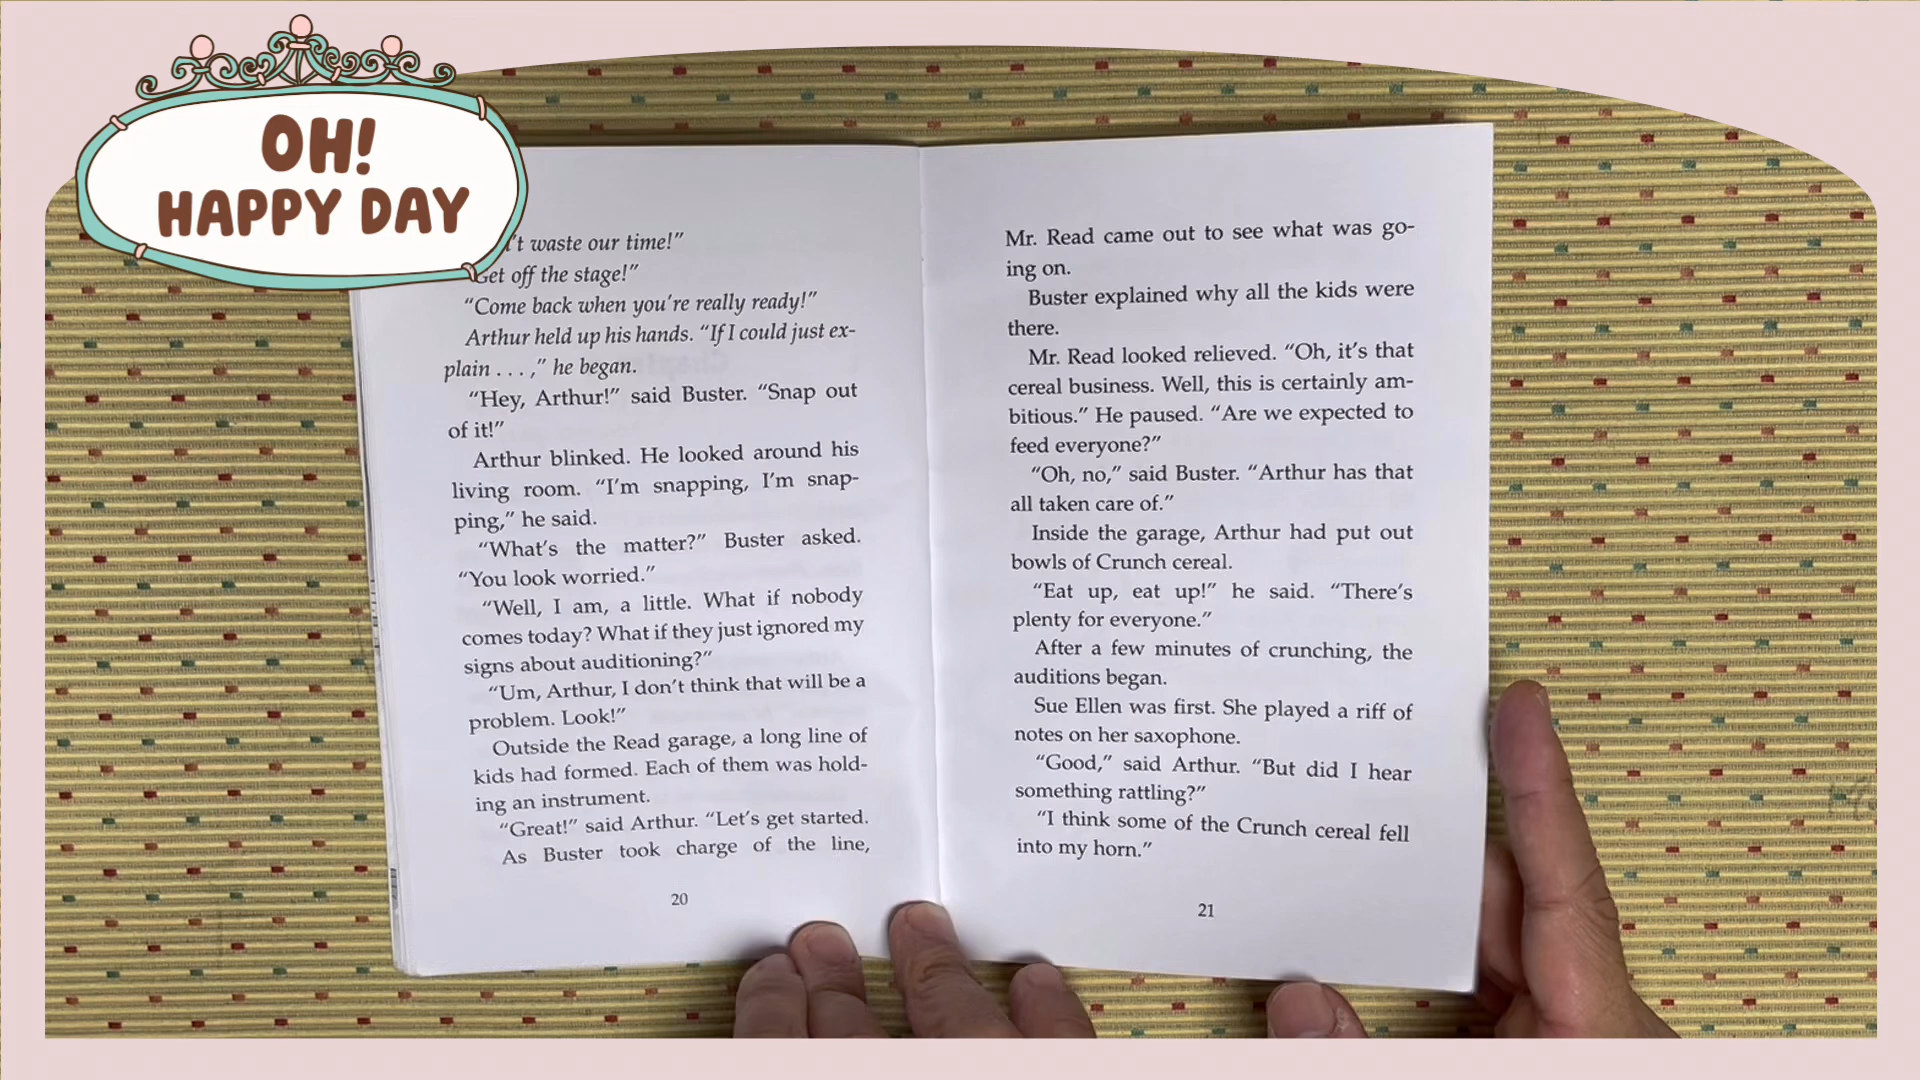 OH!
HAPPY DAY
waste our time!”
Get off the stage!”
“Come back when you’re really ready!”
Arthur held up his hands. “If I could just ex-
plain . . . ,” he began.
“Hey, Arthur!” said Buster. “Snap out
of it!”
Arthur blinked. He looked around his
living room. “I’m snapping, I’m snap-
ping,” he said.
“What’s the matter?” Buster asked.
“You look worried.”
“Well, I am, a little. What if nobody
comes today? What if they just ignored my
signs about auditioning?”
“Um, Arthur, I don’t think that will be a
problem. Look!”
Outside the Read garage, a long line of
kids had formed. Each of them was hold-
ing an instrument.
“Great!” said Arthur. “Let’s get started.
As Buster took charge of the line,
20
Mr. Read came out to see what was go-
ing on.
Buster explained why all the kids were
there.
Mr. Read looked relieved. “Oh, it’s that
cereal business. Well, this is certainly am-
bitious.” He paused. “Are we expected to
feed everyone?”
“Oh, no,” said Buster. “Arthur has that
all taken care of.”
Inside the garage, Arthur had put out
bowls of Crunch cereal.
“Eat up, eat up!” he said. “There’s
plenty for everyone.”
After a few minutes of crunching, the
auditions began.
Sue Ellen was first. She played a riff of
notes on her saxophone.
“Good,” said Arthur. “But did I hear
something rattling?”
“I think some of the Crunch cereal fell
into my horn.”
21